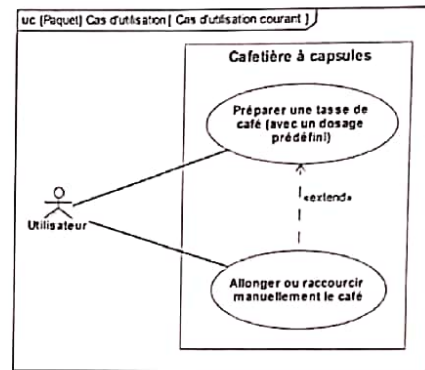 uc [Paquet] Cas d'utilisation [ Cas d'utilisation courant ]
Cafetière à capsules
Préparer une tasse de
café (avec un dosage
prédéfini)
«extend»
Utilisateur
Allonger ou raccourcir
manuellement le café